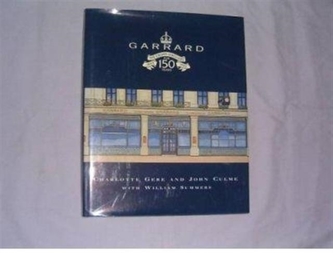 GARRARD
150
CHARLOTTE GERE AND JOHN CULME
WITH WILLIAM SUMMERS